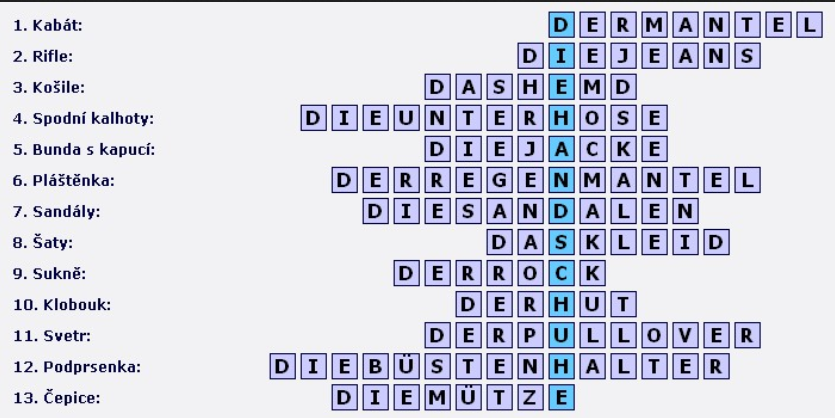 1. Kabát: DERMANTEL
2. Rifle: DIEJEANS
3. Košile: DASHEMD
4. Spodní kalhoty: DIEUNTERHOSE
5. Bunda s kapucí: DIEJACKE
6. Pláštěnka: DERREGENMANTEL
7. Sandály: DIESANDALEN
8. Šaty: DASKLEID
9. Sukně: DERROCK
10. Klobouk: DERHUT
11. Svetr: DERPULLOVER
12. Podprsenka: DIEBÜSTENHALTER
13. Čepice: DIEMÜTZE